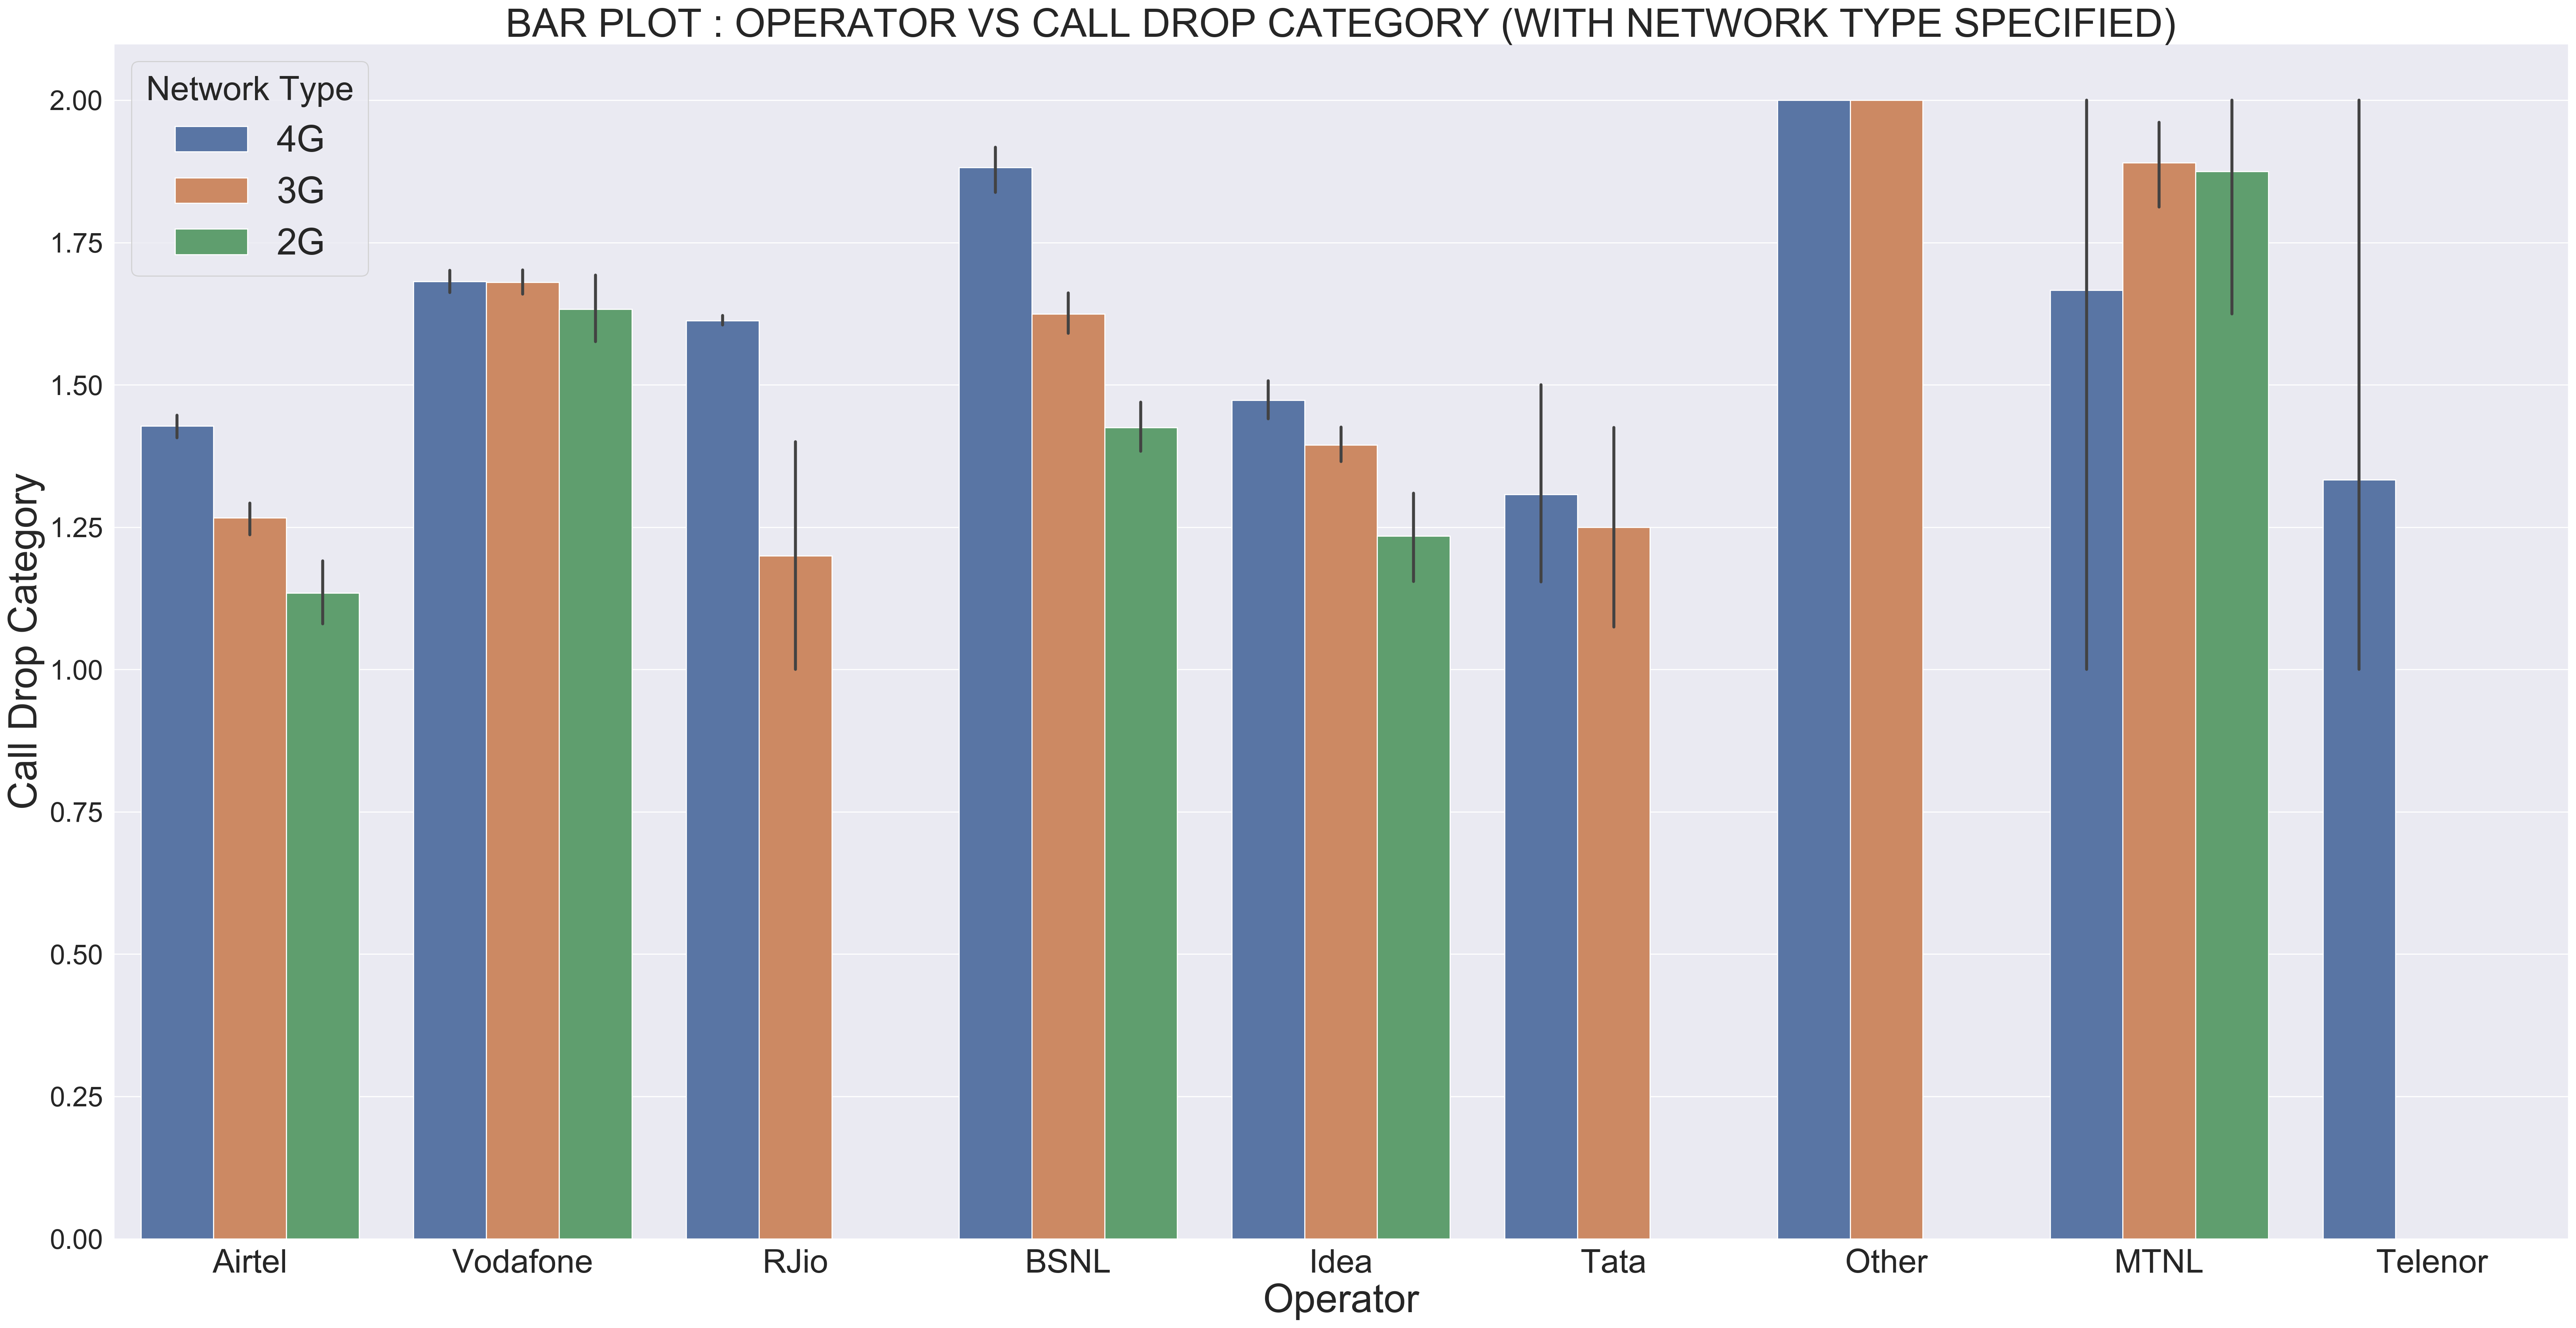 BAR PLOT : OPERATOR VS CALL DROP CATEGORY (WITH NETWORK TYPE SPECIFIED)
Network Type
4G
3G
2G
2.00
1.75
1.50
1.25
1.00
0.75
0.50
0.25
0.00
Call Drop Category
Airtel Vodafone RJio BSNL Idea Tata Other MTNL Telenor
Operator